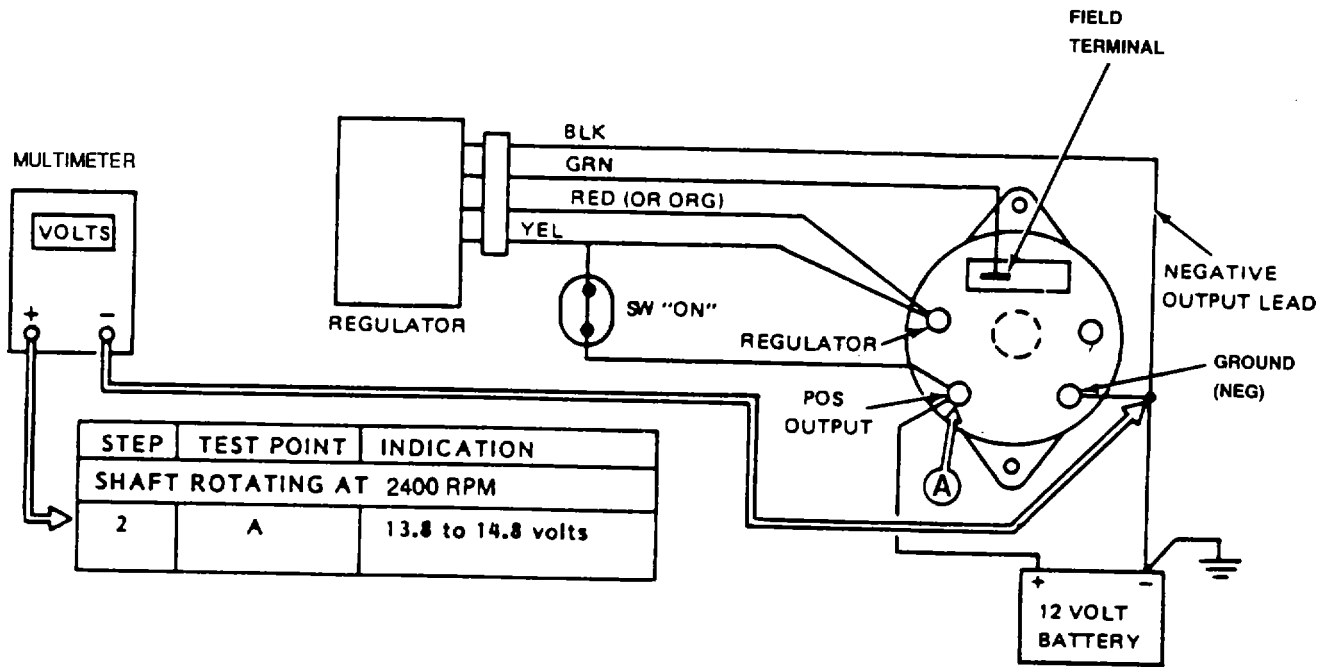 FIELD
TERMINAL
BLK
GRN
RED (OR ORG)
YEL
MULTIMETER
VOLTS
+ -
REGULATOR
SW "ON"
REGULATOR
NEGATIVE
OUTPUT LEAD
GROUND
(NEG)
POS
OUTPUT
A
STEP TEST POINT INDICATION
SHAFT ROTATING AT 2400 RPM
2 A 13.8 to 14.8 volts
+ -
12 VOLT
BATTERY